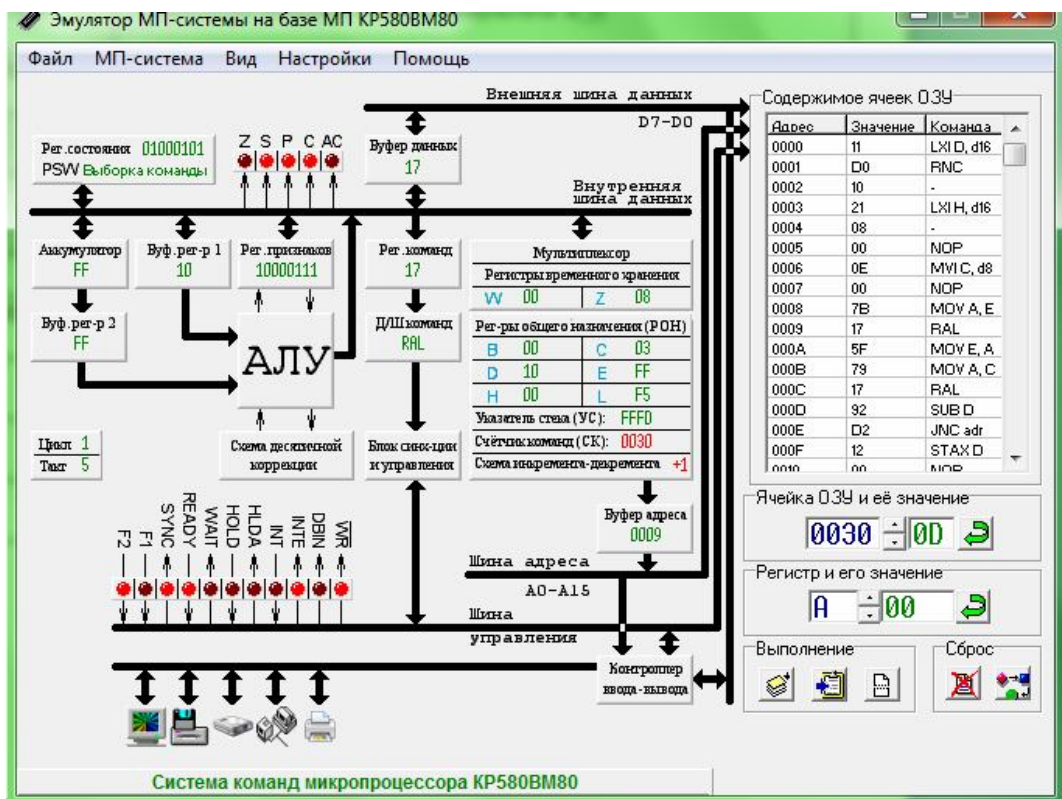 Эмулятор МП-системы на базе МП КР580ВМ80
Файл МП-система Вид Настройки Помощь
Внешняя шина данных
D7-D0
Рег.состояния 01000101
PSW Выборка команды
Z S P C AC
Буфер данных
17
Внутренняя
шина данных
Аккумулятор
FF
Буф.рег-р 1
10
Рег.признаков
10000111
Рег.команд
17
Мультиплексор
Регистры временного хранения
W 00 Z 08
Буф.рег-р 2
FF
АЛУ
Д/Ш команд
RAL
Рег-ры общего назначения (РОН)
B 00 C 03
D 10 E FF
H 00 L F5
Указатель стека (УС): FFFD
Счётчик команд (СК): 0030
Схема инкремента-декремента +1
Цикл 1
Такт 5
Схема десятичной
коррекции
Блок синх-ции
и управления
Буфер адреса
0009
F2 F1 SYNC READY WAIT HOLD HLDA INT INTE DBIN WR
Шина адреса
A0-A15
Шина
управления
Контроллер
ввода-вывода
Система команд микропроцессора КР580ВМ80
Содержимое ячеек ОЗУ
Адрес Значение Команда
0000 11 LXI D, d16
0001 D0 RNC
0002 10 -
0003 21 LXI H, d16
0004 08 -
0005 00 NOP
0006 0E MVI C, d8
0007 00 NOP
0008 7B MOV A, E
0009 17 RAL
000A 5F MOV E, A
000B 79 MOV A, C
000C 17 RAL
000D 92 SUB D
000E D2 JNC adr
000F 12 STAX D
0010 00 NOP
Ячейка ОЗУ и её значение
0030 0D
Регистр и его значение
A 00
Выполнение
Сброс